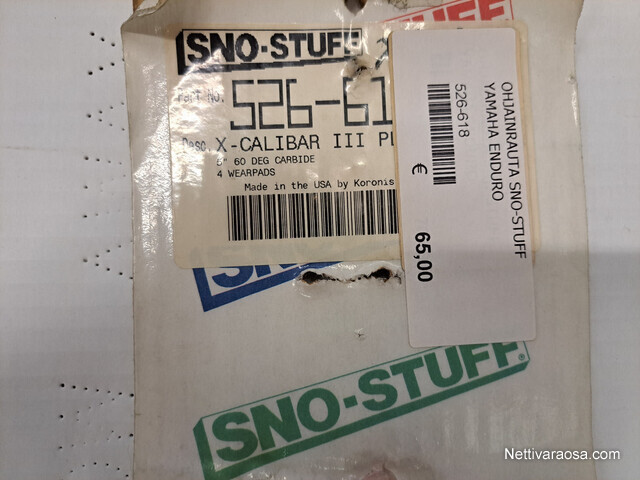 STUFF
SNO-STUFF
Part No. 526-61
Desc. X-CALIBAR III
60 DEG CARBIDE
4 WEARPADS
Made in the USA by Koronis
OHJAINRAUTA SNO-STUFF
YAMAHA ENDURO
526-618
€ 65,00
SNO-STUFF
Nettivaraosa.com